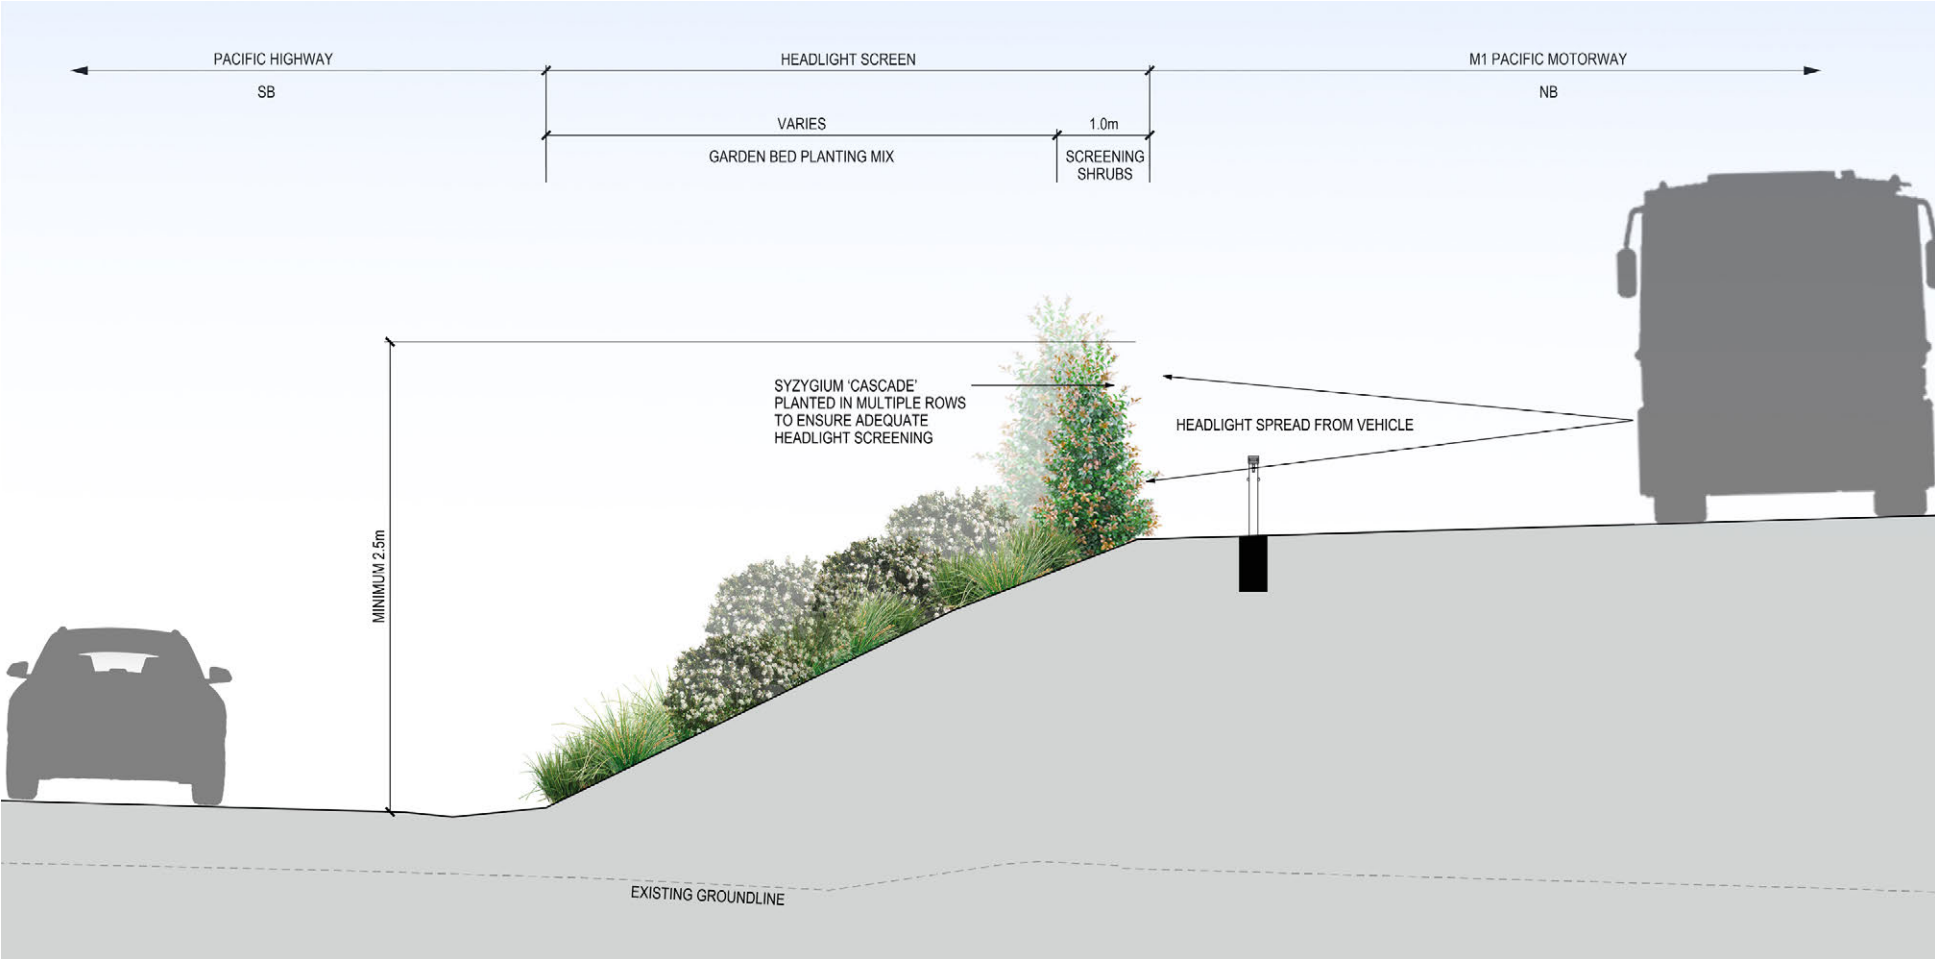 PACIFIC HIGHWAY
HEADLIGHT SCREEN
M1 PACIFIC MOTORWAY
SB
NB
VARIES
1.0m
GARDEN BED PLANTING MIX
SCREENING
SHRUBS
SYZYGIUM ‘CASCADE’
PLANTED IN MULTIPLE ROWS
TO ENSURE ADEQUATE
HEADLIGHT SCREENING
HEADLIGHT SPREAD FROM VEHICLE
MINIMUM 2.5m
EXISTING GROUNDLINE